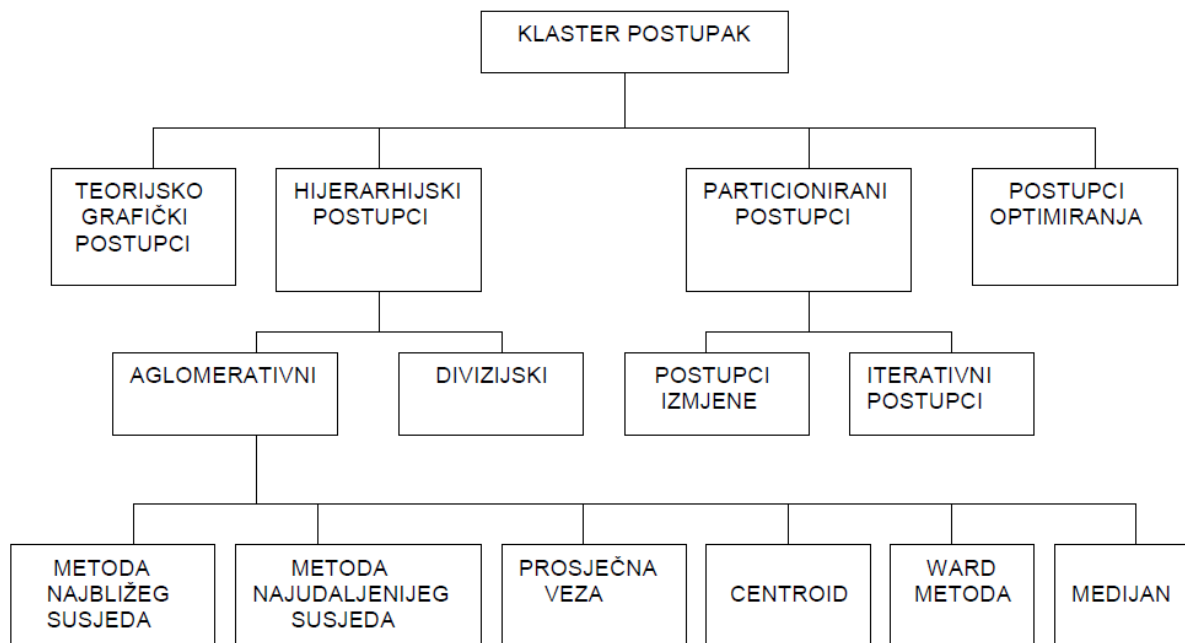 KLASTER POSTUPAK
TEORIJSKO
GRAFIČKI
POSTUPCI
HIJERARHIJSKI
POSTUPCI
PARTICIONIRANI
POSTUPCI
POSTUPCI
OPTIMIRANJA
AGLOMERATIVNI
DIVIZIJSKI
POSTUPCI
IZMJENE
ITERATIVNI
POSTUPCI
METODA
NAJBLIŽEG
SUSJEDA
METODA
NAJUDALJENIJEG
SUSJEDA
PROSJEČNA
VEZA
CENTROID
WARD
METODA
MEDIJAN